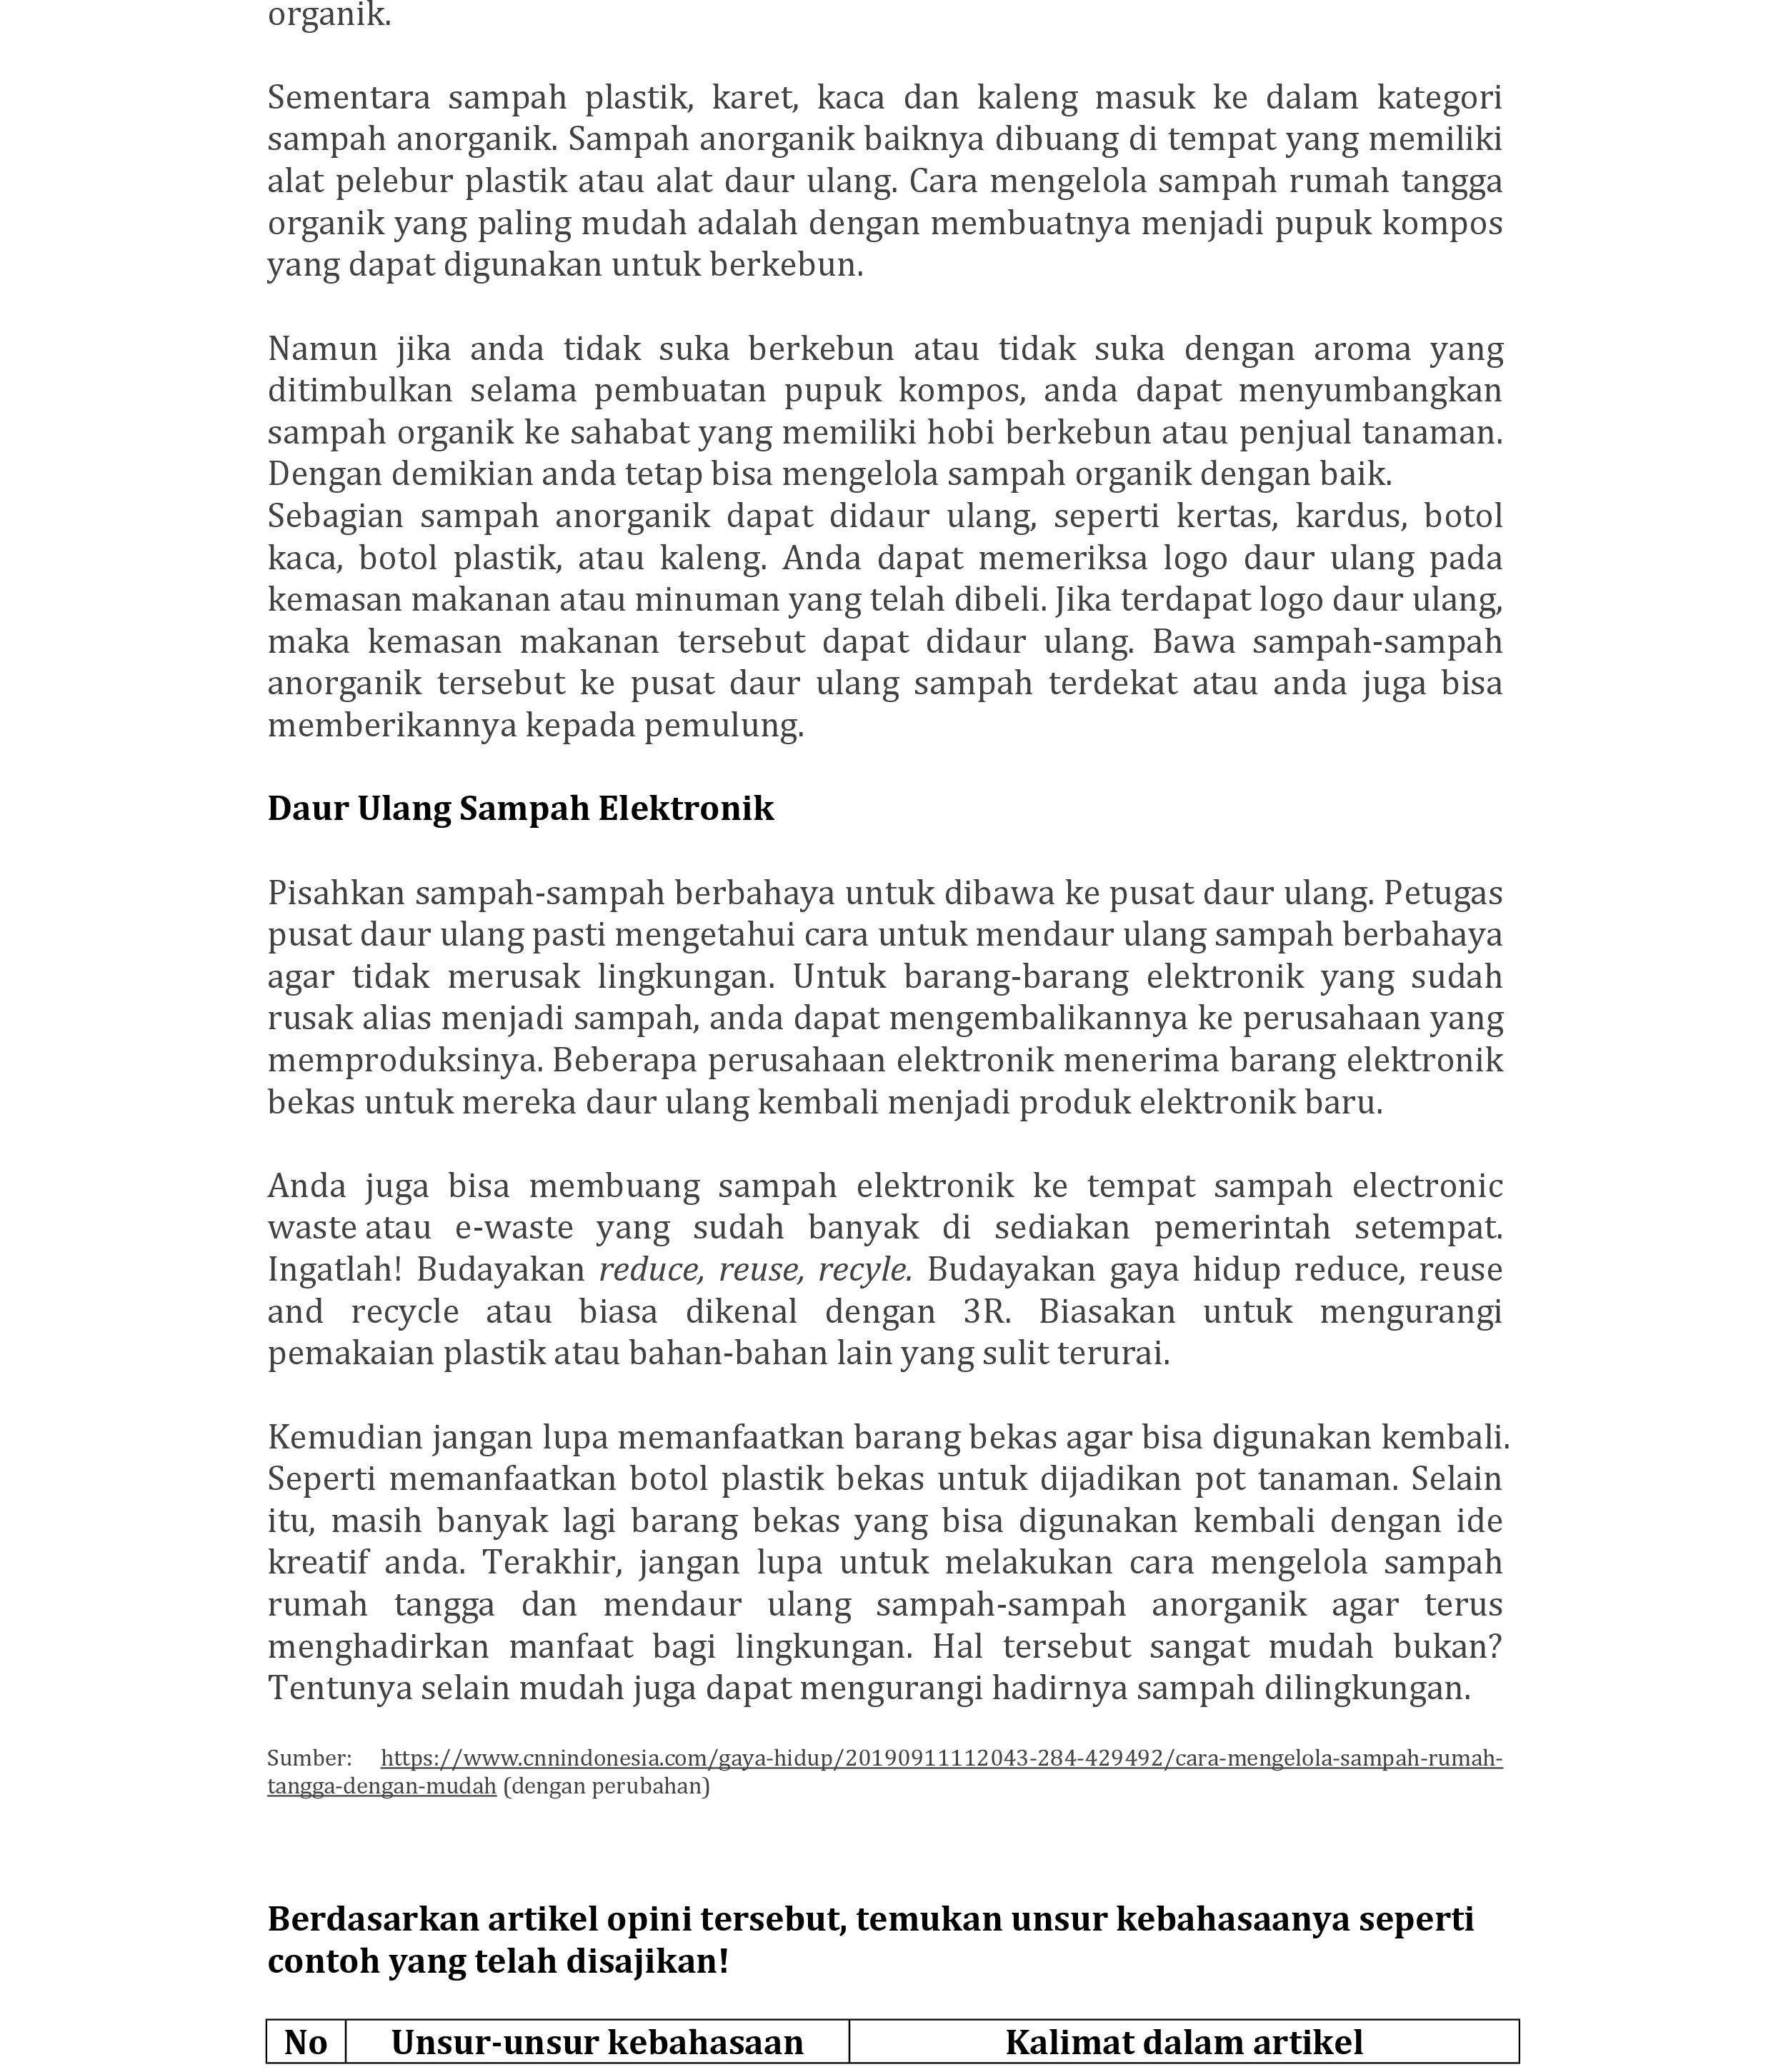 organik.
Sementara sampah plastik, karet, kaca dan kaleng masuk ke dalam kategori
sampah anorganik. Sampah anorganik baiknya dibuang di tempat yang memiliki
alat pelebur plastik atau alat daur ulang. Cara mengelola sampah rumah tangga
organik yang paling mudah adalah dengan membuatnya menjadi pupuk kompos
yang dapat digunakan untuk berkebun.
Namun jika anda tidak suka berkebun atau tidak suka dengan aroma yang
ditimbulkan selama pembuatan pupuk kompos, anda dapat menyumbangkan
sampah organik ke sahabat yang memiliki hobi berkebun atau penjual tanaman.
Dengan demikian anda tetap bisa mengelola sampah organik dengan baik.
Sebagian sampah anorganik dapat didaur ulang, seperti kertas, kardus, botol
kaca, botol plastik, atau kaleng. Anda dapat memeriksa logo daur ulang pada
kemasan makanan atau minuman yang telah dibeli. Jika terdapat logo daur ulang,
maka kemasan makanan tersebut dapat didaur ulang. Bawa sampah-sampah
anorganik tersebut ke pusat daur ulang sampah terdekat atau anda juga bisa
memberikannya kepada pemulung.
Daur Ulang Sampah Elektronik
Pisahkan sampah-sampah berbahaya untuk dibawa ke pusat daur ulang. Petugas
pusat daur ulang pasti mengetahui cara untuk mendaur ulang sampah berbahaya
agar tidak merusak lingkungan. Untuk barang-barang elektronik yang sudah
rusak alias menjadi sampah, anda dapat mengembalikannya ke perusahaan yang
memproduksinya. Beberapa perusahaan elektronik menerima barang elektronik
bekas untuk mereka daur ulang kembali menjadi produk elektronik baru.
Anda juga bisa membuang sampah elektronik ke tempat sampah electronic
waste atau e-waste yang sudah banyak di sediakan pemerintah setempat.
Ingatlah! Budayakan reduce, reuse, recyle. Budayakan gaya hidup reduce, reuse
and recycle atau biasa dikenal dengan 3R. Biasakan untuk mengurangi
pemakaian plastik atau bahan-bahan lain yang sulit terurai.
Kemudian jangan lupa memanfaatkan barang bekas agar bisa digunakan kembali.
Seperti memanfaatkan botol plastik bekas untuk dijadikan pot tanaman. Selain
itu, masih banyak lagi barang bekas yang bisa digunakan kembali dengan ide
kreatif anda. Terakhir, jangan lupa untuk melakukan cara mengelola sampah
rumah tangga dan mendaur ulang sampah-sampah anorganik agar terus
menghadirkan manfaat bagi lingkungan. Hal tersebut sangat mudah bukan?
Tentunya selain mudah juga dapat mengurangi hadirnya sampah dilingkungan.
Sumber: https://www.cnnindonesia.com/gaya-hidup/20190911112043-284-429492/cara-mengelola-sampah-rumah-
tangga-dengan-mudah (dengan perubahan)
Berdasarkan artikel opini tersebut, temukan unsur kebahasaanya seperti
contoh yang telah disajikan!
No Unsur-unsur kebahasaan Kalimat dalam artikel